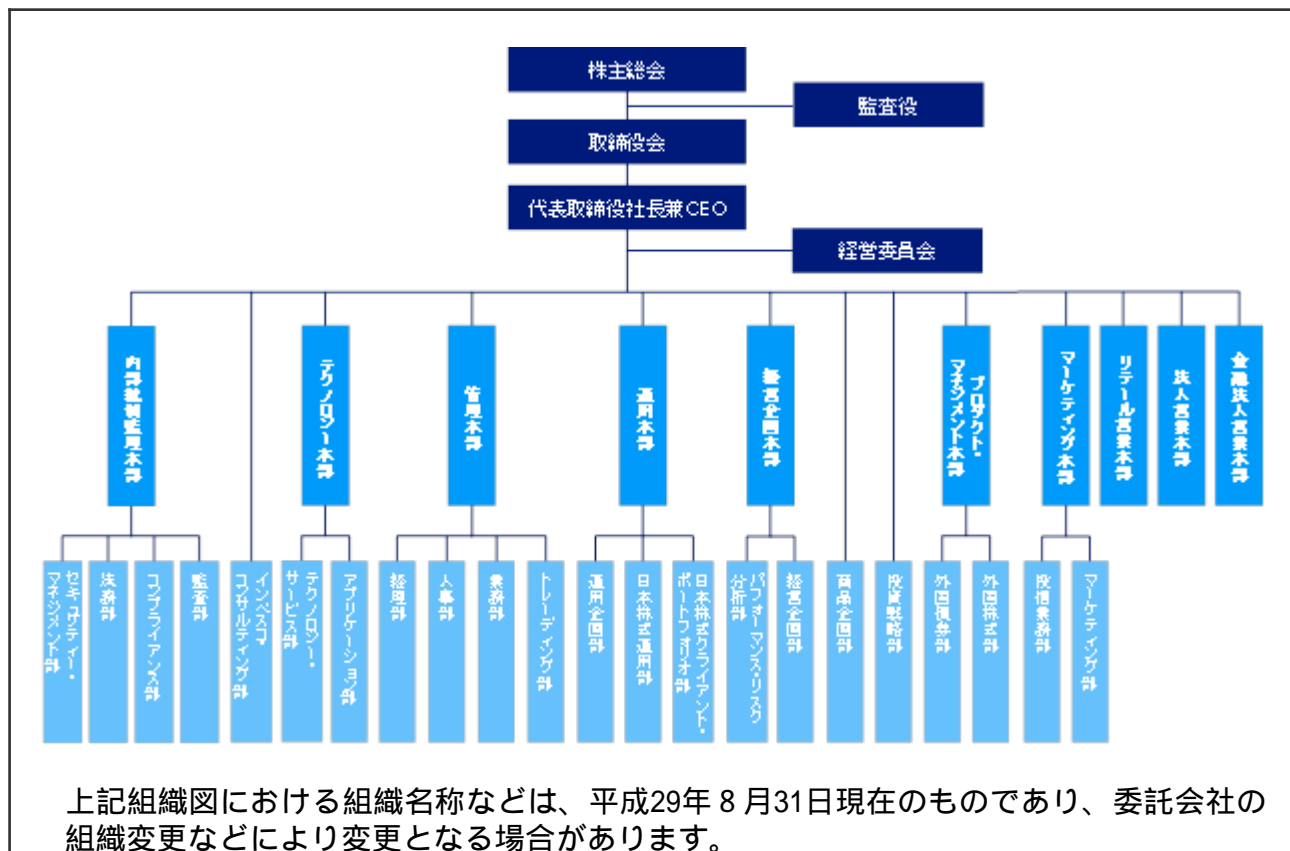 株主総会
監査役
取締役会
代表取締役社長兼CEO
経営委員会
内部統制監理本部
テクノロジー本部
管理本部
運用本部
経営企画本部
プロダクト・
マネジメント本部
マーケティング本部
リテール営業本部
法人営業本部
金融法人営業本部
セキュリティー・
マネジメント部
法務部
コンプライアンス部
監査部
インベスコ・
コンサルティング部
テクノロジー・
サービス部
アプリケーション部
経理部
人事部
業務部
トレーディング部
運用企画部
日本株式運用部
日本株式クライアント・
ポートフォリオ部
パフォーマンス・リスク
分析部
経営企画部
商品企画部
投資戦略部
外国債券部
外国株式部
投信業務部
マーケティング部
上記組織図における組織名称などは、平成29年8月31日現在のものであり、委託会社の
組織変更などにより変更となる場合があります。